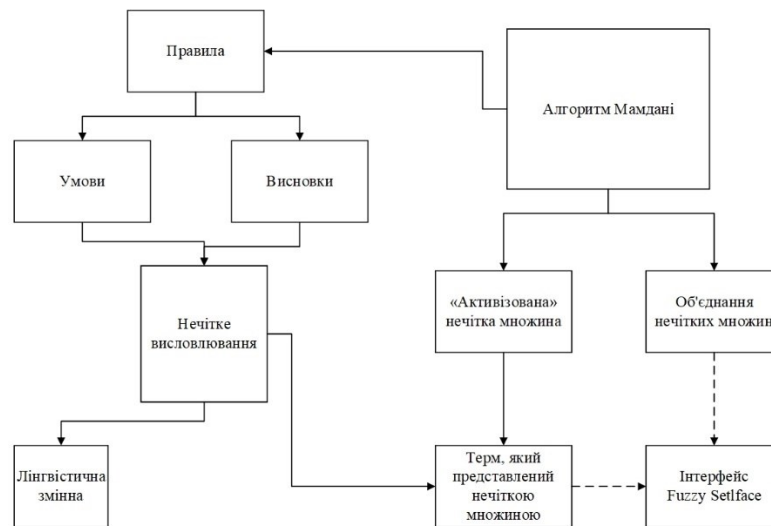 Правила
Алгоритм Мамдані
Умови
Висновки
«Активізована»
нечітка множина
Об'єднання
нечітких множин
Нечітке
висловлювання
Лінгвістична
змінна
Терм, який
представлений
нечіткою
множиною
Інтерфейс
Fuzzy Setlface